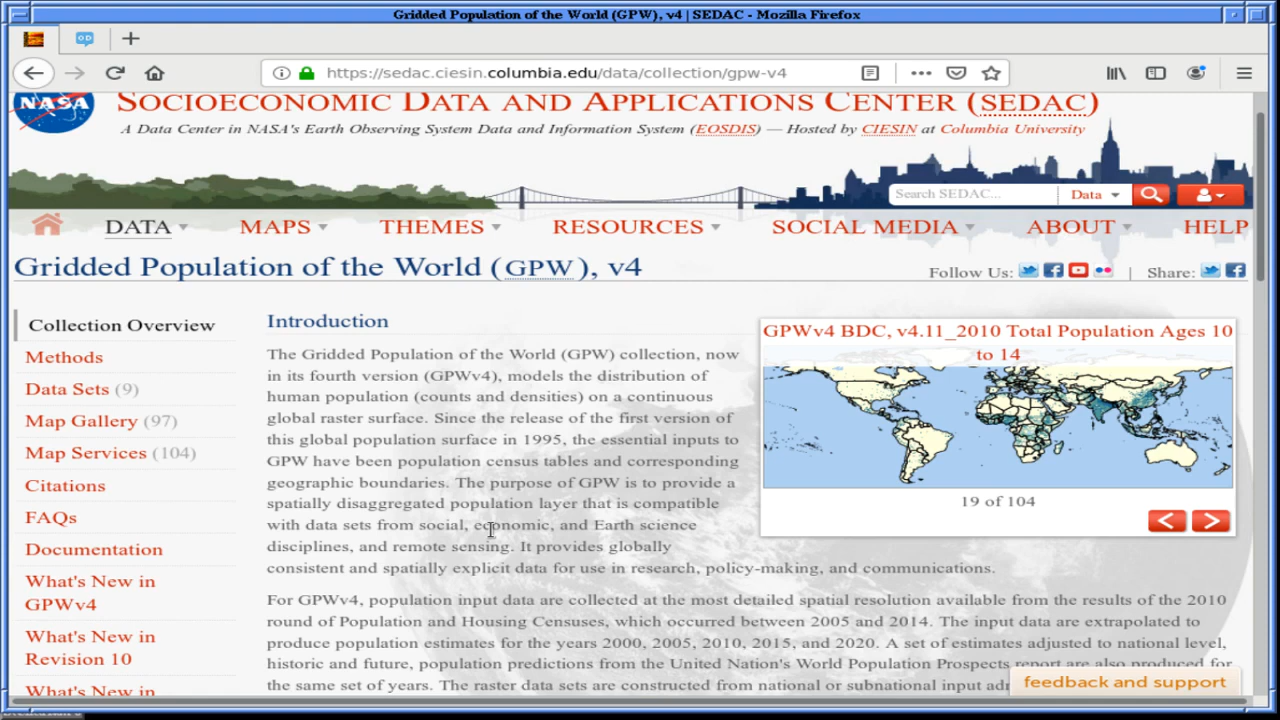 Gridded Population of the World (GPW), v4 | SEDAC - Mozilla Firefox
https://sedac.ciesin.columbia.edu/data/collection/gpw-v4
NASA
SOCIOECONOMIC DATA AND APPLICATIONS CENTER (SEDAC)
A Data Center in NASA's Earth Observing System Data and Information System (EOSDIS) — Hosted by CIESIN at Columbia University
Search SEDAC... Data
DATA MAPS THEMES RESOURCES SOCIAL MEDIA ABOUT HELP
Gridded Population of the World (GPW), v4
Follow Us: | Share:
Collection Overview
Methods
Data Sets (9)
Map Gallery (97)
Map Services (104)
Citations
FAQs
Documentation
What's New in
GPWv4
What's New in
Revision 10
What's New in
Introduction
The Gridded Population of the World (GPW) collection, now
in its fourth version (GPWv4), models the distribution of
human population (counts and densities) on a continuous
global raster surface. Since the release of the first version of
this global population surface in 1995, the essential inputs to
GPW have been population census tables and corresponding
geographic boundaries. The purpose of GPW is to provide a
spatially disaggregated population layer that is compatible
with data sets from social, economic, and Earth science
disciplines, and remote sensing. It provides globally
consistent and spatially explicit data for use in research, policy-making, and communications.
GPWv4 BDC, v4.11_2010 Total Population Ages 10
to 14
19 of 104
< >
For GPWv4, population input data are collected at the most detailed spatial resolution available from the results of the 2010
round of Population and Housing Censuses, which occurred between 2005 and 2014. The input data are extrapolated to
produce population estimates for the years 2000, 2005, 2010, 2015, and 2020. A set of estimates adjusted to national level,
historic and future, population predictions from the United Nation's World Population Prospects report are also produced for
the same set of years. The raster data sets are constructed from national or subnational input
feedback and support